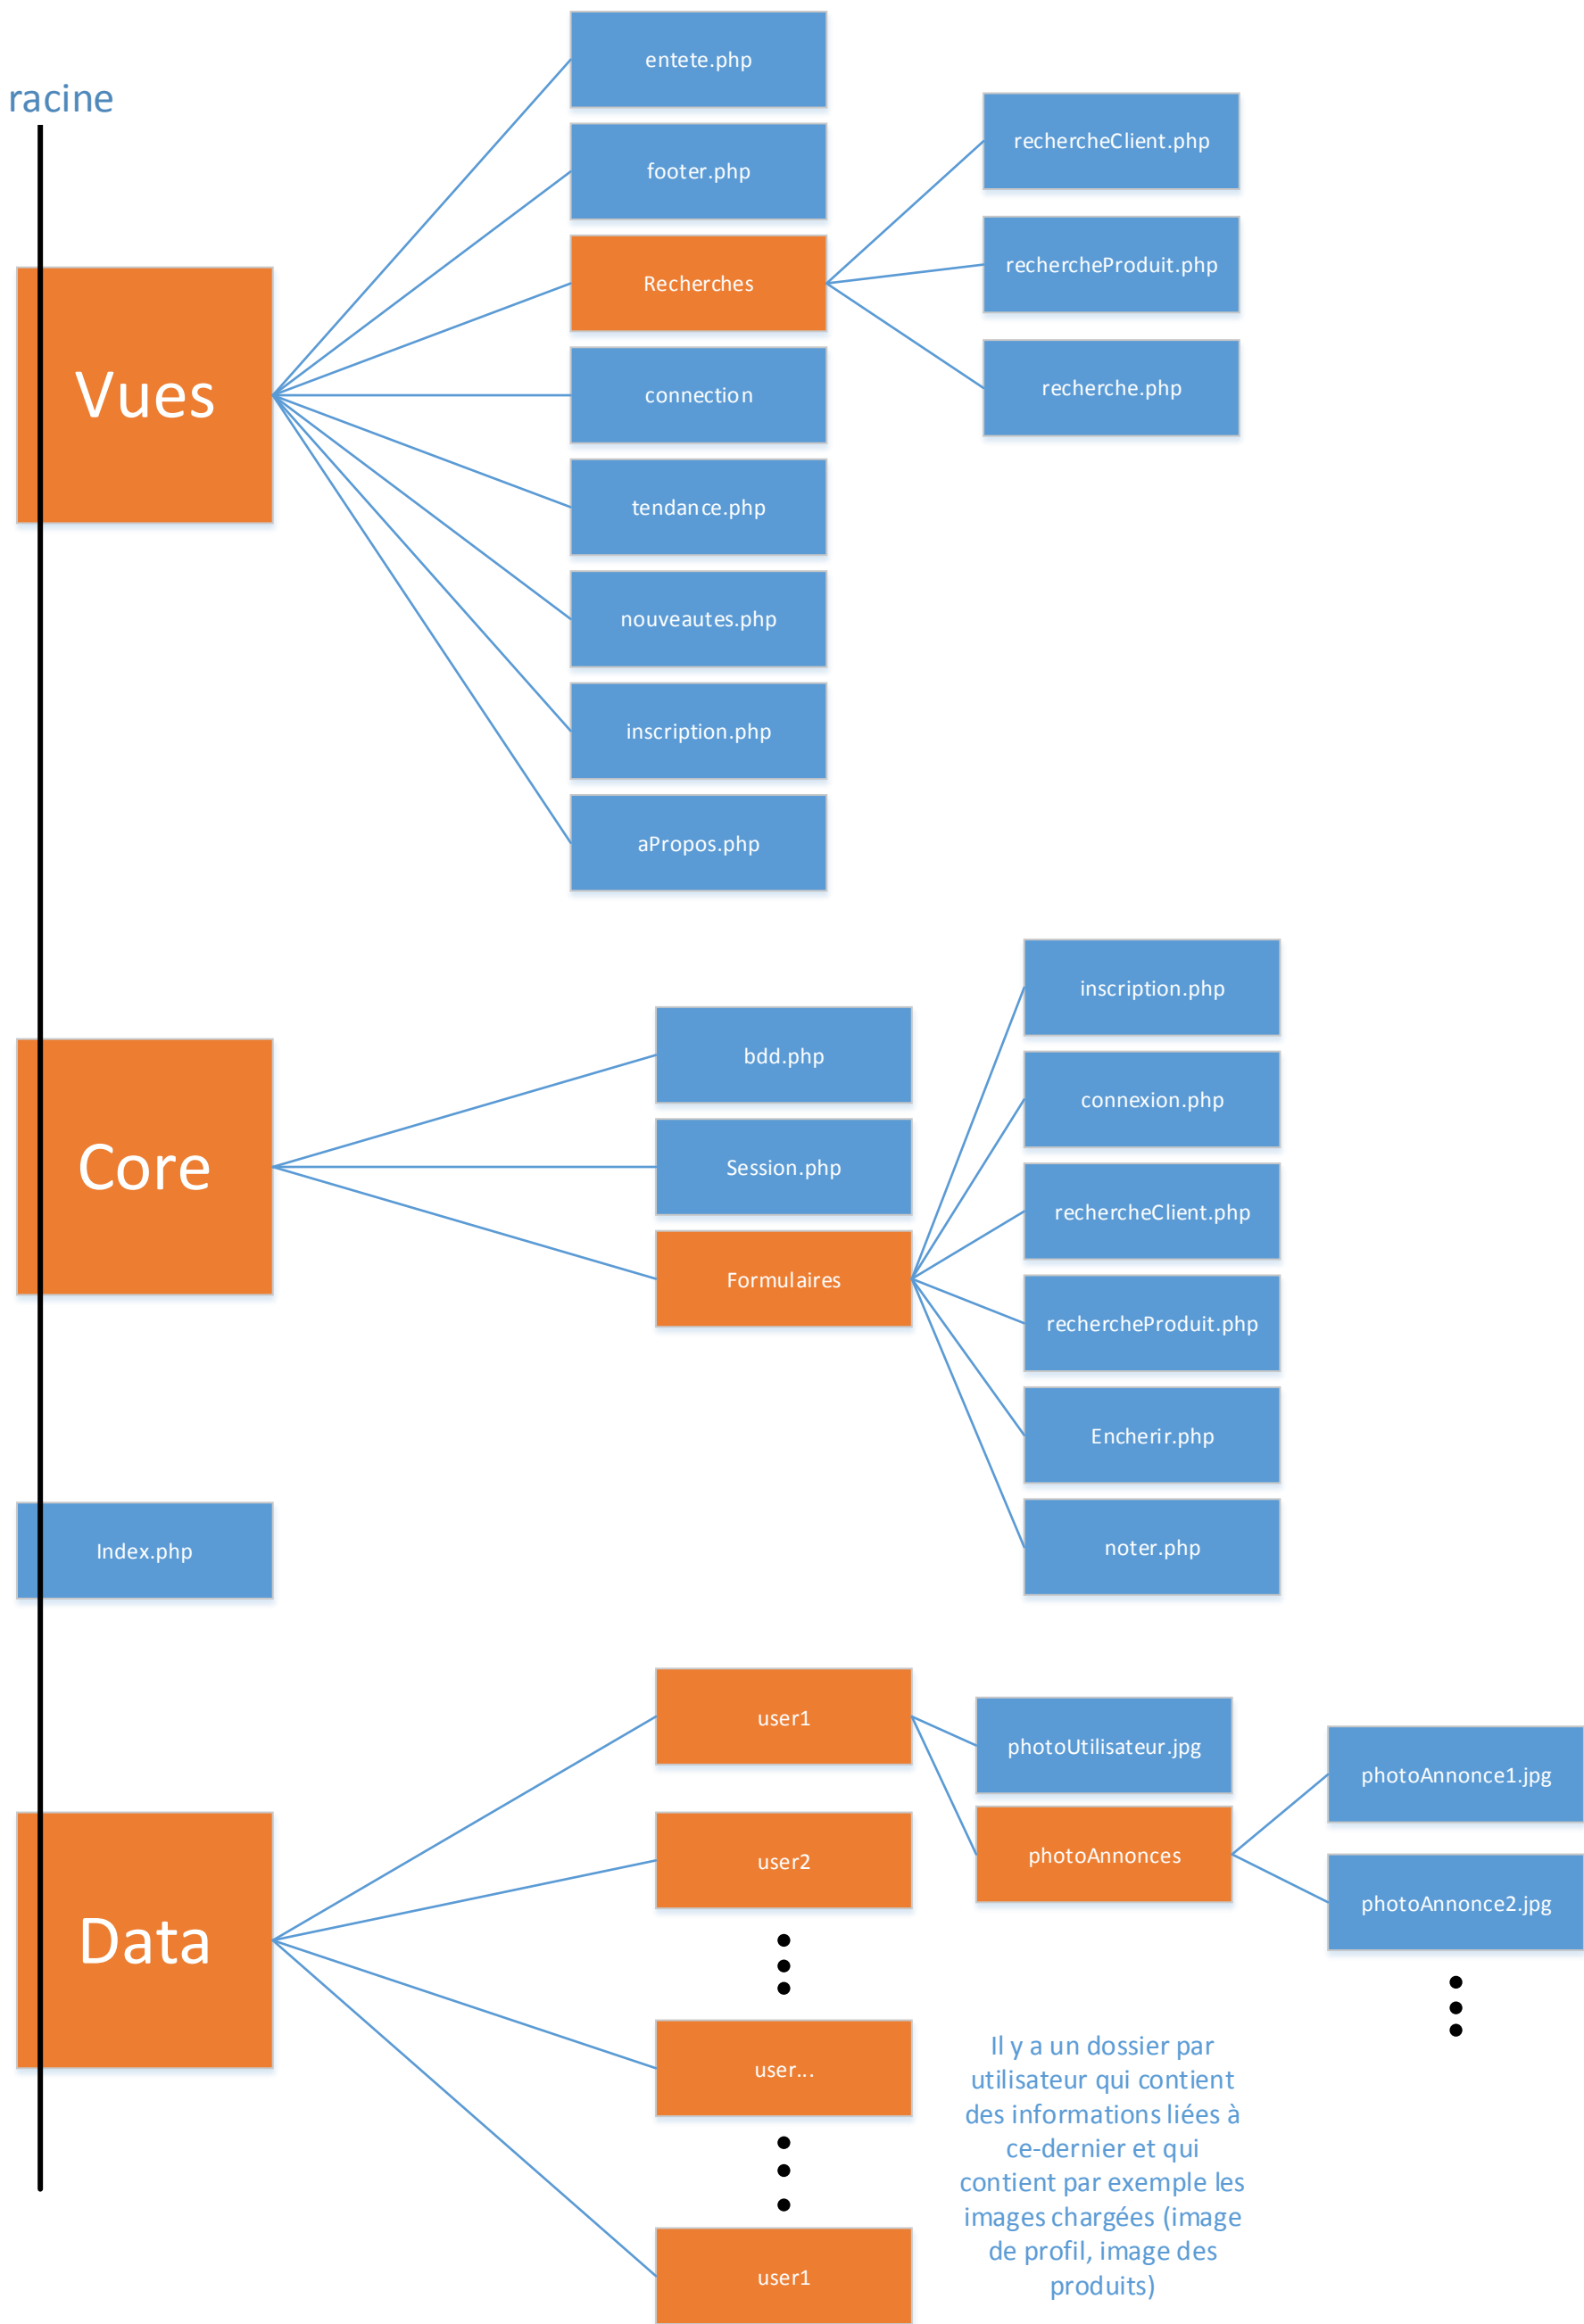 racine
Vues
entete.php
footer.php
Recherches
connection
tendance.php
nouveautes.php
inscription.php
aPropos.php
rechercheClient.php
rechercheProduit.php
recherche.php
Core
bdd.php
Session.php
Formulaires
inscription.php
connexion.php
rechercheClient.php
rechercheProduit.php
Encherir.php
noter.php
Index.php
Data
user1
user2
user...
user1
photoUtilisateur.jpg
photoAnnonces
photoAnnonce1.jpg
photoAnnonce2.jpg
Il y a un dossier par
utilisateur qui contient
des informations liées à
ce-dernier et qui
contient par exemple les
images chargées (image
de profil, image des
produits)